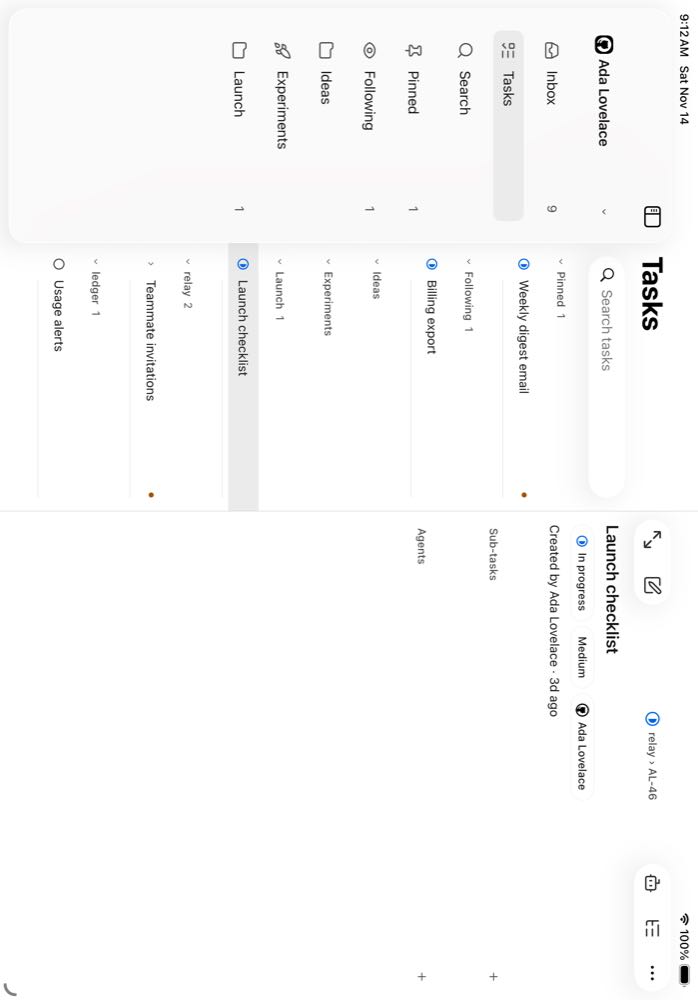 9:12 AM Sat Nov 14
100%
Ada Lovelace
Inbox 9
Tasks
Search
Pinned 1
Following 1
Ideas
Experiments
Launch 1
Tasks
Search tasks
Pinned 1
Weekly digest email
Following 1
Billing export
Ideas
Experiments
Launch 1
Launch checklist
relay 2
Teammate invitations
ledger 1
Usage alerts
relay › AL-46
Launch checklist
In progress Medium Ada Lovelace
Created by Ada Lovelace · 3d ago
Sub-tasks
Agents